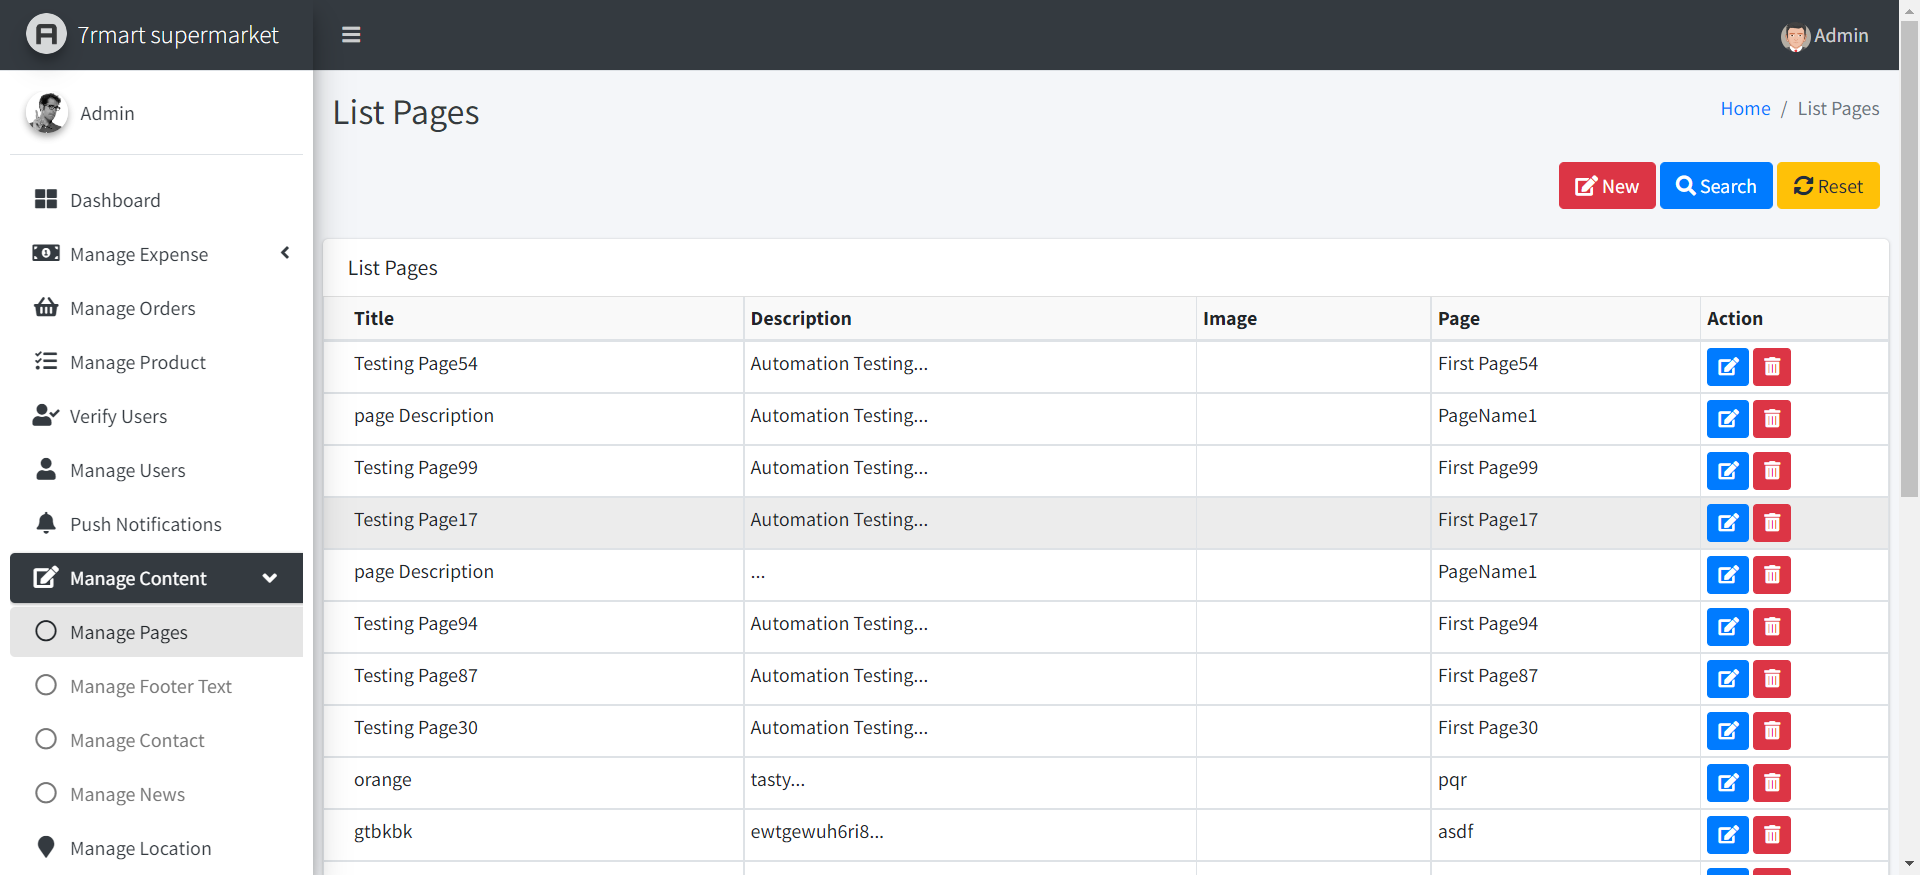 7rmart supermarket
Admin
Admin
List Pages
Home / List Pages
New
Search
Reset
Dashboard
Manage Expense
Manage Orders
Manage Product
Verify Users
Manage Users
Push Notifications
Manage Content
Manage Pages
Manage Footer Text
Manage Contact
Manage News
Manage Location
List Pages
Title Description Image Page Action
Testing Page54 Automation Testing... First Page54
page Description Automation Testing... PageName1
Testing Page99 Automation Testing... First Page99
Testing Page17 Automation Testing... First Page17
page Description ... PageName1
Testing Page94 Automation Testing... First Page94
Testing Page87 Automation Testing... First Page87
Testing Page30 Automation Testing... First Page30
orange tasty... pqr
gtbkbk ewtgewuh6ri8... asdf